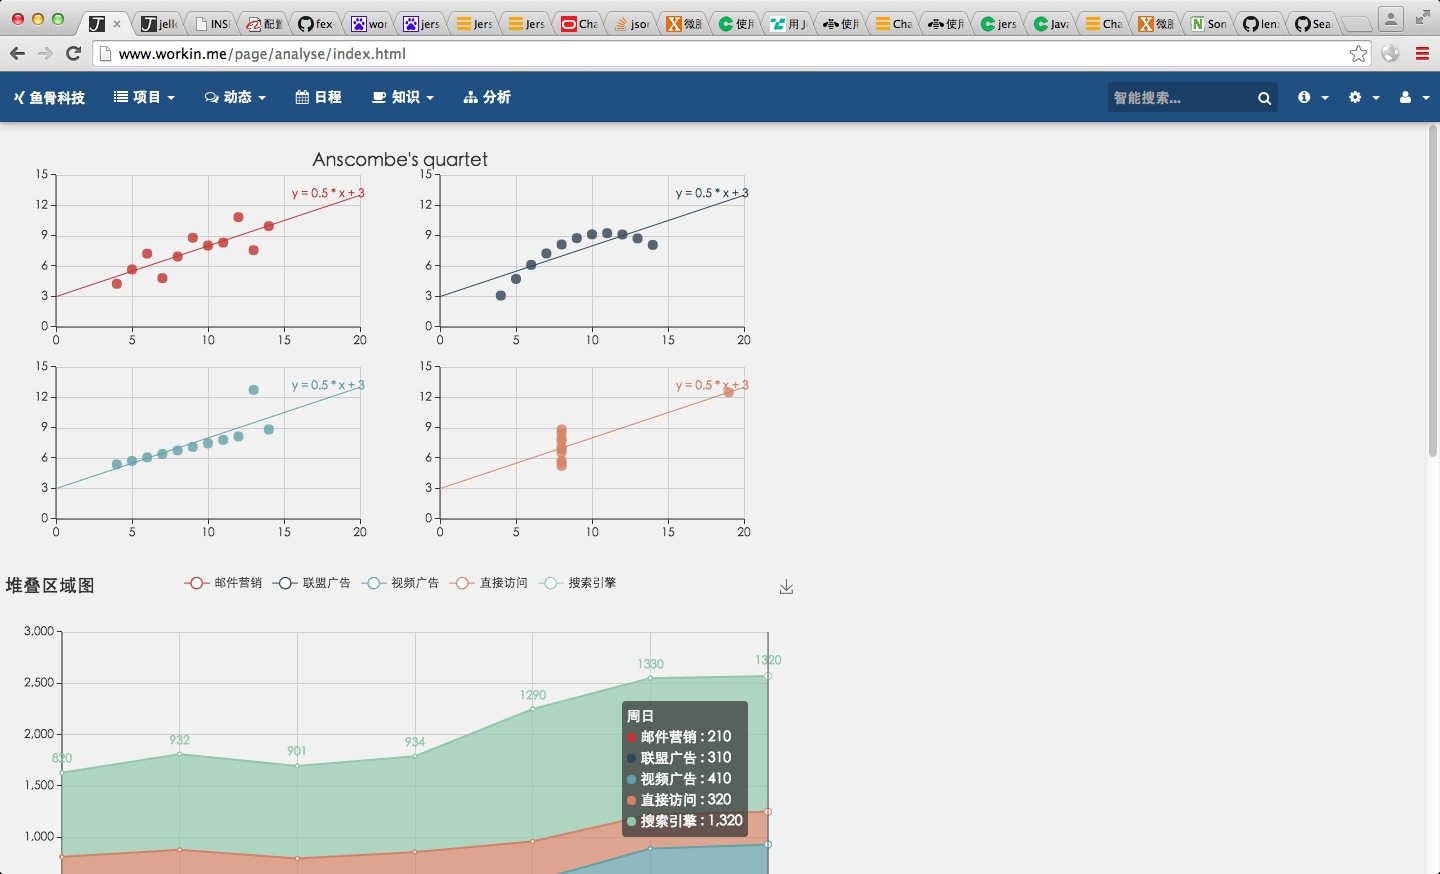 jell
INS
配置
fex
wor
jers
Jers
Jers
Cha
jsor
微服
使用
用 J
使用
Cha
使用
jers
Java
Cha
微服
Son
len
Sea
www.workin.me/page/analyse/index.html
鱼骨科技 项目 动态 日程 知识 分析 智能搜索...
Anscombe's quartet
15
12
9
6
3
0
0 5 10 15 20
y = 0.5 * x + 3
15
12
9
6
3
0
0 5 10 15 20
y = 0.5 * x + 3
15
12
9
6
3
0
0 5 10 15 20
y = 0.5 * x + 3
15
12
9
6
3
0
0 5 10 15 20
y = 0.5 * x + 3
堆叠区域图
邮件营销 联盟广告 视频广告 直接访问 搜索引擎
3,000
2,500
2,000
1,500
1,000
820 932 901 934 1290 1330 1320
周日
邮件营销 : 210
联盟广告 : 310
视频广告 : 410
直接访问 : 320
搜索引擎 : 1,320